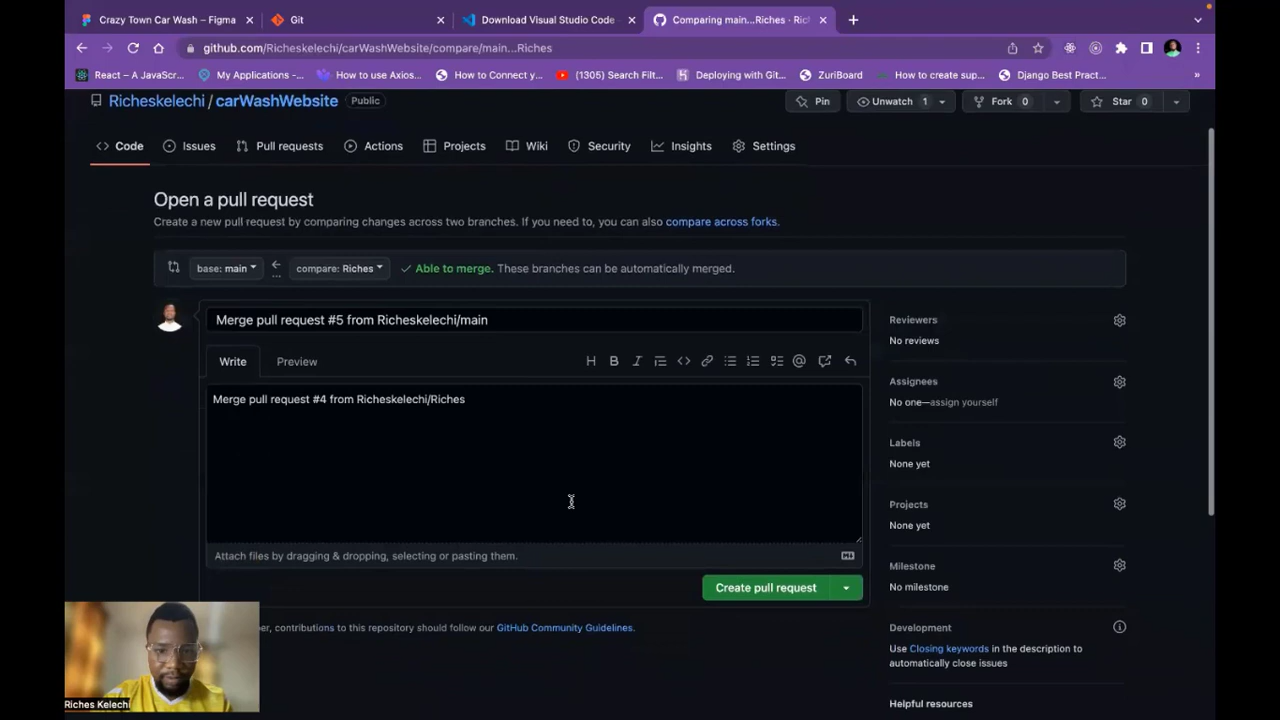 Crazy Town Car Wash – Figma
Git
Download Visual Studio Code
Comparing main...Riches · Ric
github.com/Richeskelechi/carWashWebsite/compare/main...Riches
React – A JavaScr...
My Applications -...
How to use Axios...
How to Connect y...
(1305) Search Filt...
Deploying with Git...
ZuriBoard
How to create sup...
Django Best Pract...
Richeskelechi / carWashWebsite Public
Pin
Unwatch 1
Fork 0
Star 0
Code
Issues
Pull requests
Actions
Projects
Wiki
Security
Insights
Settings
Open a pull request
Create a new pull request by comparing changes across two branches. If you need to, you can also compare across forks.
base: main
compare: Riches
Able to merge. These branches can be automatically merged.
Merge pull request #5 from Richeskelechi/main
Write
Preview
Merge pull request #4 from Richeskelechi/Riches
Attach files by dragging & dropping, selecting or pasting them.
Create pull request
Reviewers
No reviews
Assignees
No one—assign yourself
Labels
None yet
Projects
None yet
Milestone
No milestone
Development
Use Closing keywords in the description to
automatically close issues
Helpful resources
contributions to this repository should follow our GitHub Community Guidelines.
Riches Kelechi